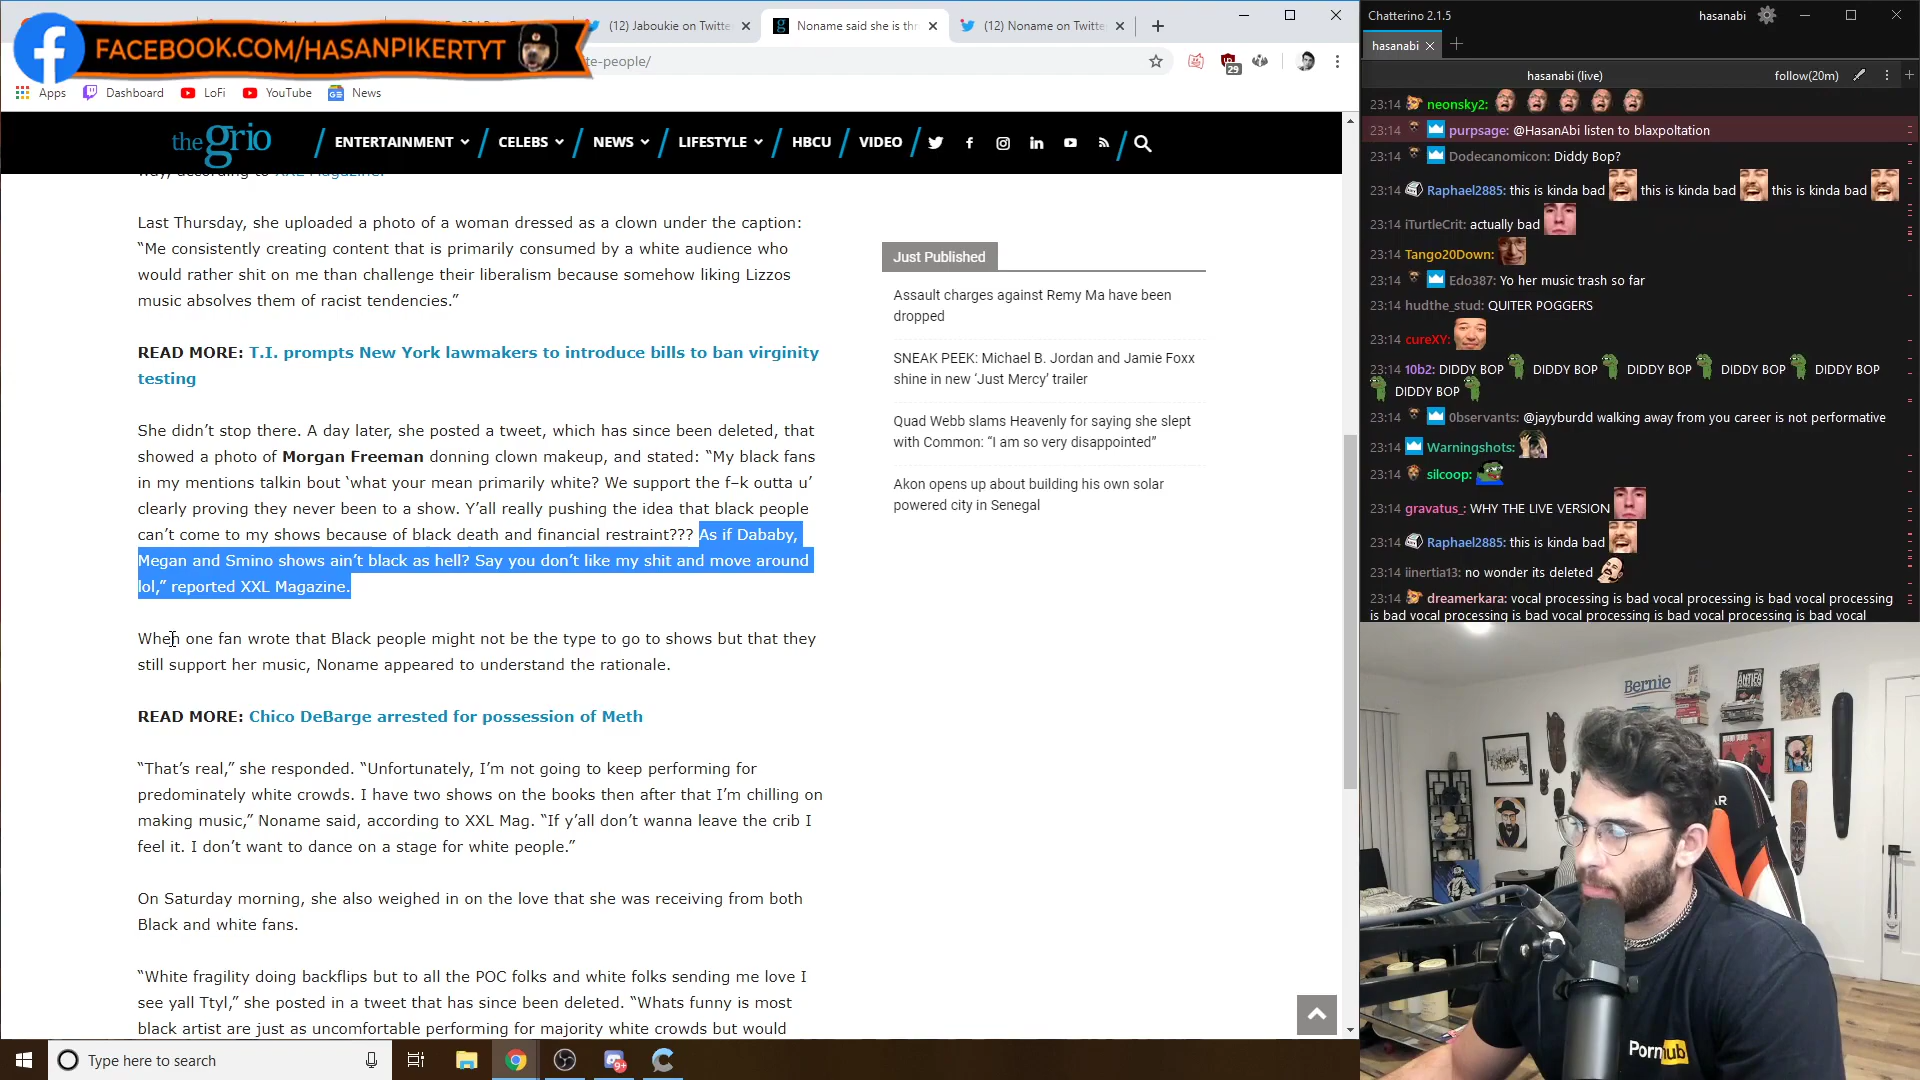 FACEBOOK.COM/HASANPIKERTYT
(12) Jaboukie on Twitte
Noname said she is thr
(12) Noname on Twitte
te-people/
29
Apps
Dashboard
LoFi
YouTube
News
thegrio
ENTERTAINMENT
CELEBS
NEWS
LIFESTYLE
HBCU
VIDEO
way, according to XXL Magazine.
Last Thursday, she uploaded a photo of a woman dressed as a clown under the caption:
“Me consistently creating content that is primarily consumed by a white audience who
would rather shit on me than challenge their liberalism because somehow liking Lizzos
music absolves them of racist tendencies.”
READ MORE: T.I. prompts New York lawmakers to introduce bills to ban virginity
testing
She didn’t stop there. A day later, she posted a tweet, which has since been deleted, that
showed a photo of Morgan Freeman donning clown makeup, and stated: “My black fans
in my mentions talkin bout ‘what your mean primarily white? We support the f–k outta u’
clearly proving they never been to a show. Y’all really pushing the idea that black people
can’t come to my shows because of black death and financial restraint??? As if Dababy,
Megan and Smino shows ain’t black as hell? Say you don’t like my shit and move around
lol,” reported XXL Magazine.
When one fan wrote that Black people might not be the type to go to shows but that they
still support her music, Noname appeared to understand the rationale.
READ MORE: Chico DeBarge arrested for possession of Meth
“That’s real,” she responded. “Unfortunately, I’m not going to keep performing for
predominately white crowds. I have two shows on the books then after that I’m chilling on
making music,” Noname said, according to XXL Mag. “If y’all don’t wanna leave the crib I
feel it. I don’t want to dance on a stage for white people.”
On Saturday morning, she also weighed in on the love that she was receiving from both
Black and white fans.
“White fragility doing backflips but to all the POC folks and white folks sending me love I
see yall Ttyl,” she posted in a tweet that has since been deleted. “Whats funny is most
black artist are just as uncomfortable performing for majority white crowds but would
Just Published
Assault charges against Remy Ma have been
dropped
SNEAK PEEK: Michael B. Jordan and Jamie Foxx
shine in new ‘Just Mercy’ trailer
Quad Webb slams Heavenly for saying she slept
with Common: “I am so very disappointed”
Akon opens up about building his own solar
powered city in Senegal
Type here to search
9+
Chatterino 2.1.5
hasanabi
hasanabi
hasanabi (live)
follow(20m)
23:14 neonsky2:
23:14 purpsage: @HasanAbi listen to blaxpoltation
23:14 Dodecanomicon: Diddy Bop?
23:14 Raphael2885: this is kinda bad this is kinda bad this is kinda bad
23:14 iTurtleCrit: actually bad
23:14 Tango20Down:
23:14 Edo387: Yo her music trash so far
23:14 hudthe_stud: QUITER POGGERS
23:14 cureXY:
23:14 10b2: DIDDY BOP DIDDY BOP DIDDY BOP DIDDY BOP DIDDY BOP
DIDDY BOP
23:14 0bservants: @jayyburdd walking away from you career is not performative
23:14 Warningshots:
23:14 silcoop:
23:14 gravatus_: WHY THE LIVE VERSION
23:14 Raphael2885: this is kinda bad
23:14 iinertia13: no wonder its deleted
23:14 dreamerkara: vocal processing is bad vocal processing is bad vocal processing
is bad vocal processing is bad vocal processing is bad vocal processing is bad vocal
Bernie
ANTIFA
Pornhub